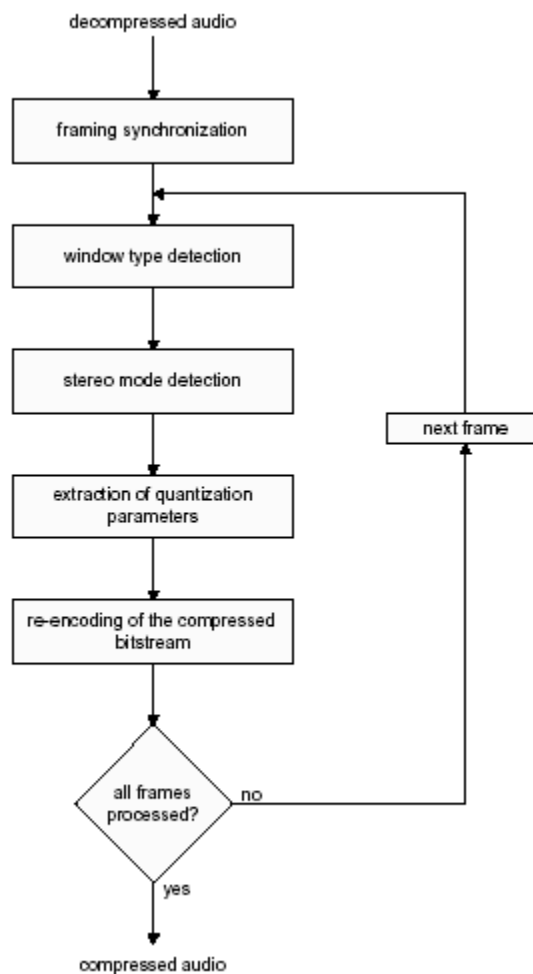 decompressed audio
framing synchronization
window type detection
stereo mode detection
next frame
extraction of quantization
parameters
re-encoding of the compressed
bitstream
all frames
processed?
no
yes
compressed audio